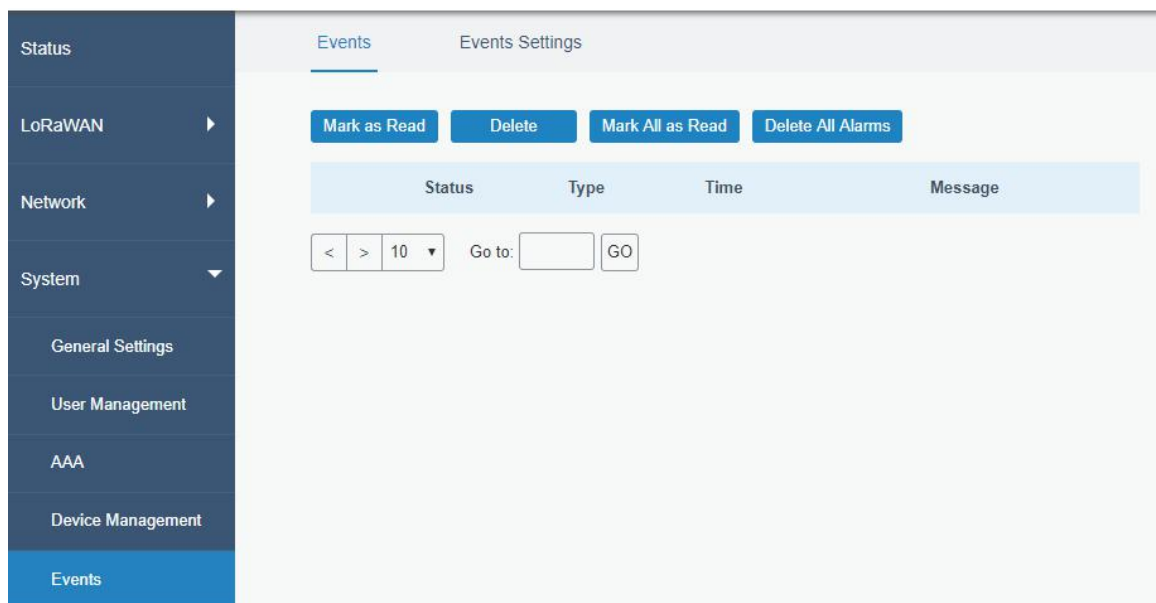 Status
LoRaWAN
Network
System
General Settings
User Management
AAA
Device Management
Events
Events Events Settings
Mark as Read Delete Mark All as Read Delete All Alarms
Status Type Time Message
< > 10 ▼ Go to: GO